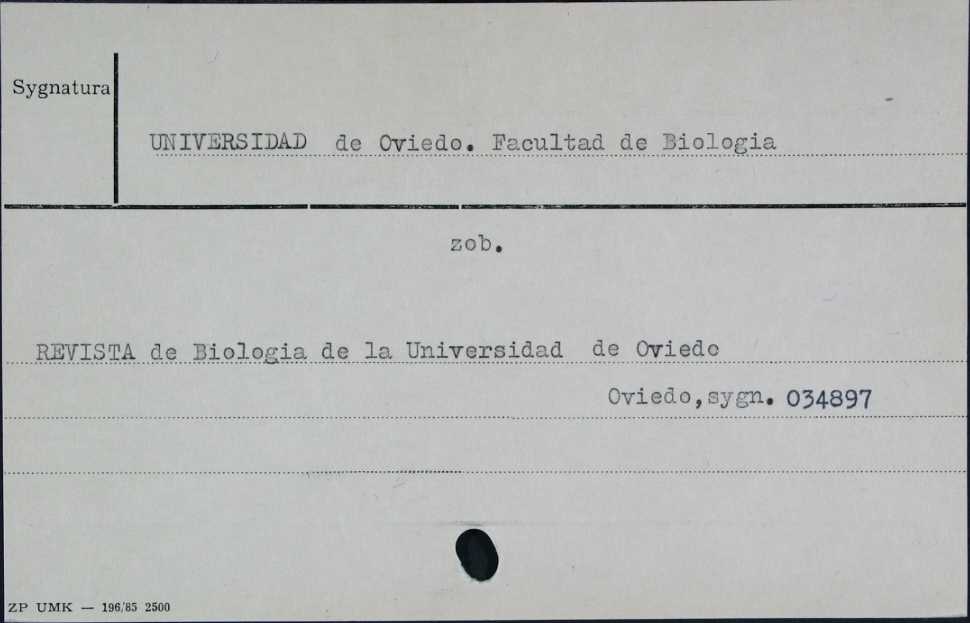 Sygnatura
UNIVERSIDAD de Oviedo. Facultad de Biologia
zob.
REVISTA de Biologia de la Universidad de Oviedo
Oviedo,sygn. 034897
ZP UMK — 196/85 2500